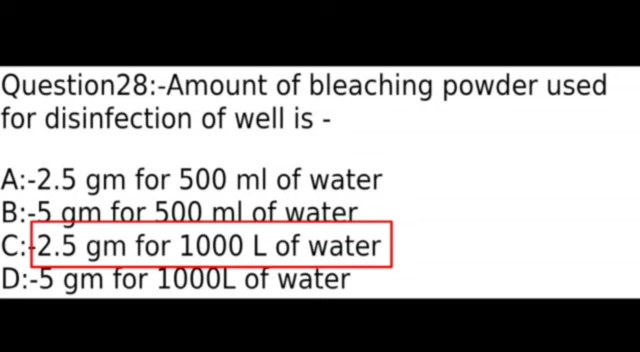 Question28:-Amount of bleaching powder used
for disinfection of well is -
A:-2.5 gm for 500 ml of water
B:-5 gm for 500 ml of water
C:-2.5 gm for 1000 L of water
D:-5 gm for 1000L of water